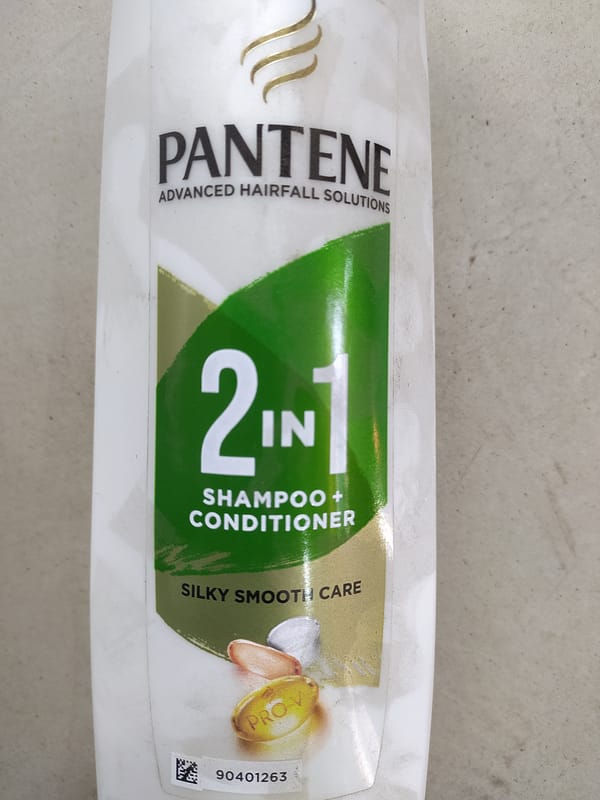 PANTENE
ADVANCED HAIRFALL SOLUTIONS
2 IN 1
SHAMPOO +
CONDITIONER
SILKY SMOOTH CARE
PRO-V
90401263